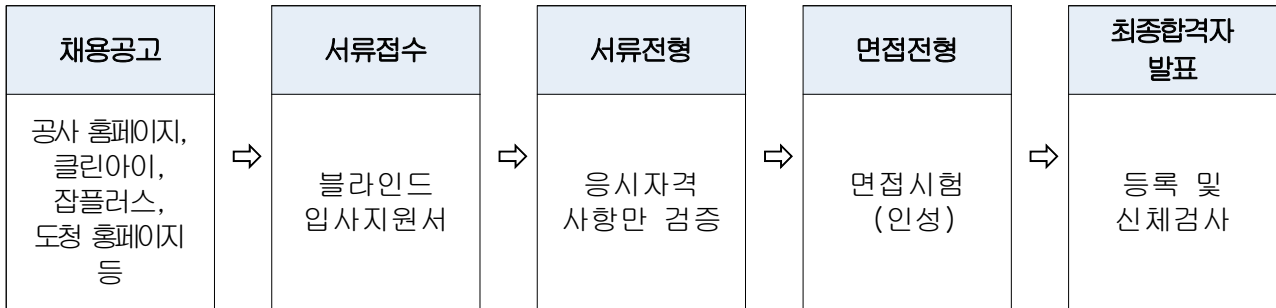 채용공고
공사 홈페이지,
클린아이,
잡플러스,
도청 홍페이지
등
⇨
서류접수
블라인드
입사지원서
⇨
서류전형
응시자격
사항만 검증
⇨
면접전형
면접시험
(인성)
⇨
최종합격자
발표
등록 및
신체검사